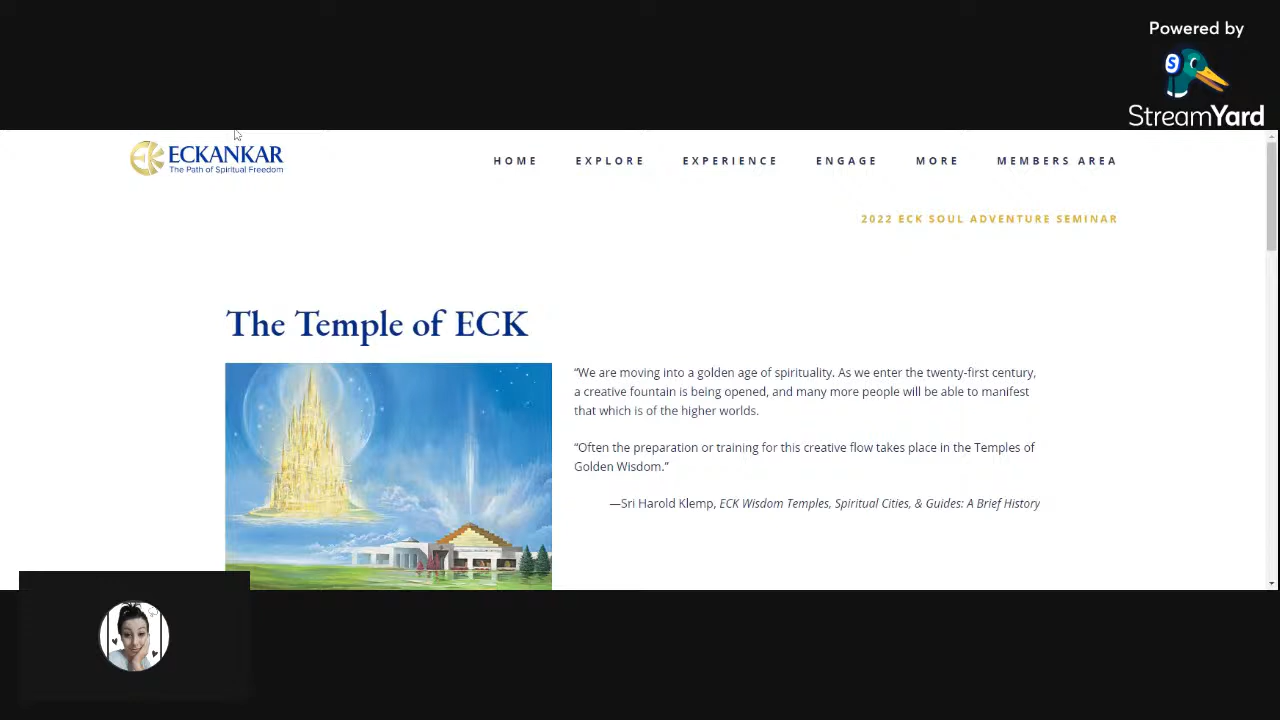 Powered by
StreamYard
ECKANKAR
The Path of Spiritual Freedom
HOME EXPLORE EXPERIENCE ENGAGE MORE MEMBERS AREA
2022 ECK SOUL ADVENTURE SEMINAR
The Temple of ECK
“We are moving into a golden age of spirituality. As we enter the twenty-first century,
a creative fountain is being opened, and many more people will be able to manifest
that which is of the higher worlds.
“Often the preparation or training for this creative flow takes place in the Temples of
Golden Wisdom.”
—Sri Harold Klemp, ECK Wisdom Temples, Spiritual Cities, & Guides: A Brief History